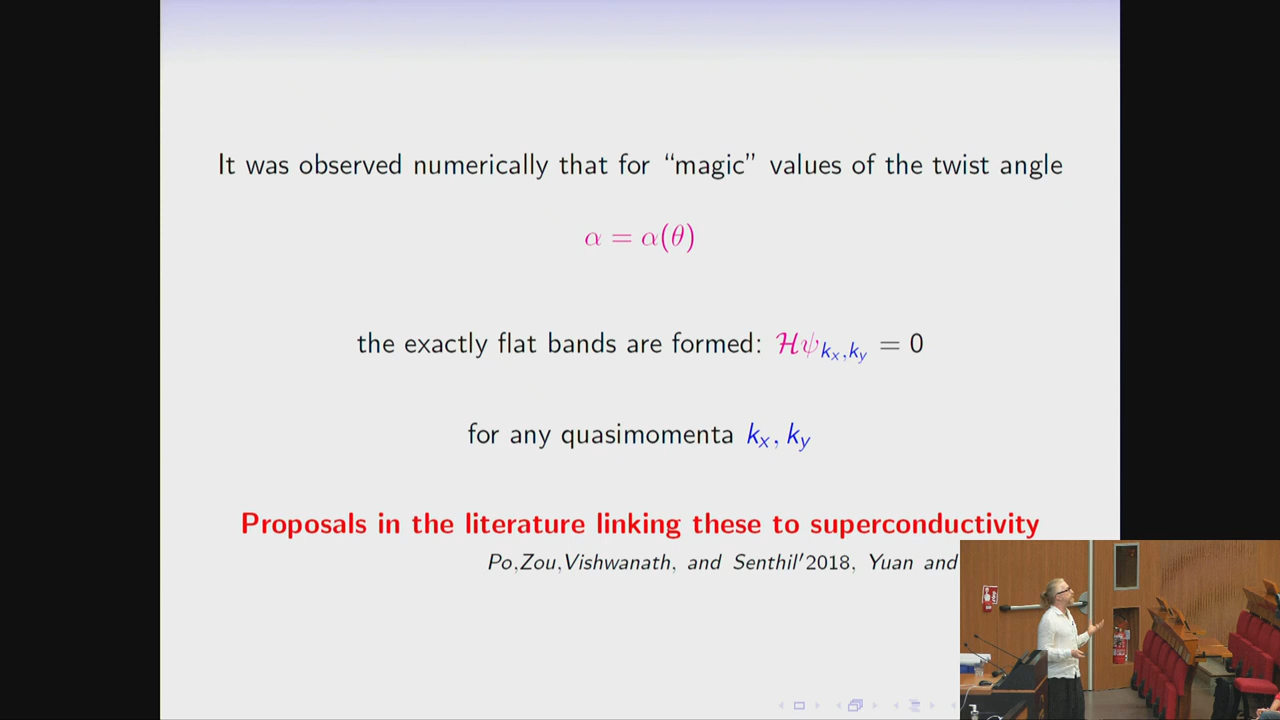 It was observed numerically that for “magic” values of the twist angle
α = α(θ)
the exactly flat bands are formed: ℋψ_{k_x,k_y} = 0
for any quasimomenta k_x, k_y
Proposals in the literature linking these to superconductivity
Po,Zou,Vishwanath, and Senthil′2018, Yuan and